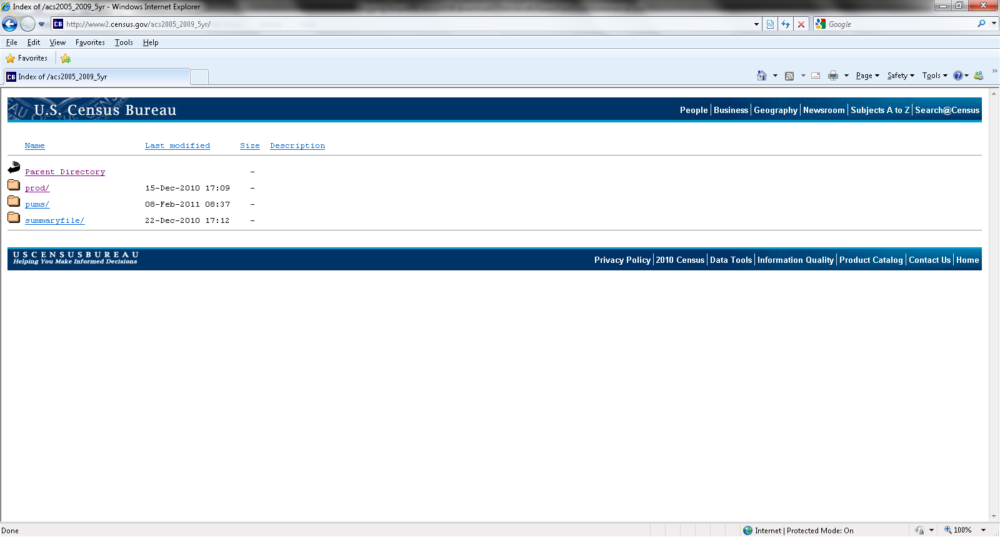 Index of /acs2005_2009_5yr - Windows Internet Explorer
CB http://www2.census.gov/acs2005_2009_5yr/ Google
File Edit View Favorites Tools Help
Favorites
CB Index of /acs2005_2009_5yr Page Safety Tools ? »
U.S. Census Bureau People | Business | Geography | Newsroom | Subjects A to Z | Search@Census
Name Last modified Size Description
Parent Directory -
prod/ 15-Dec-2010 17:09 -
pums/ 08-Feb-2011 08:37 -
summaryfile/ 22-Dec-2010 17:12 -
USCENSUSBUREAU
Helping You Make Informed Decisions
Privacy Policy | 2010 Census | Data Tools | Information Quality | Product Catalog | Contact Us | Home
Done Internet | Protected Mode: On 100%